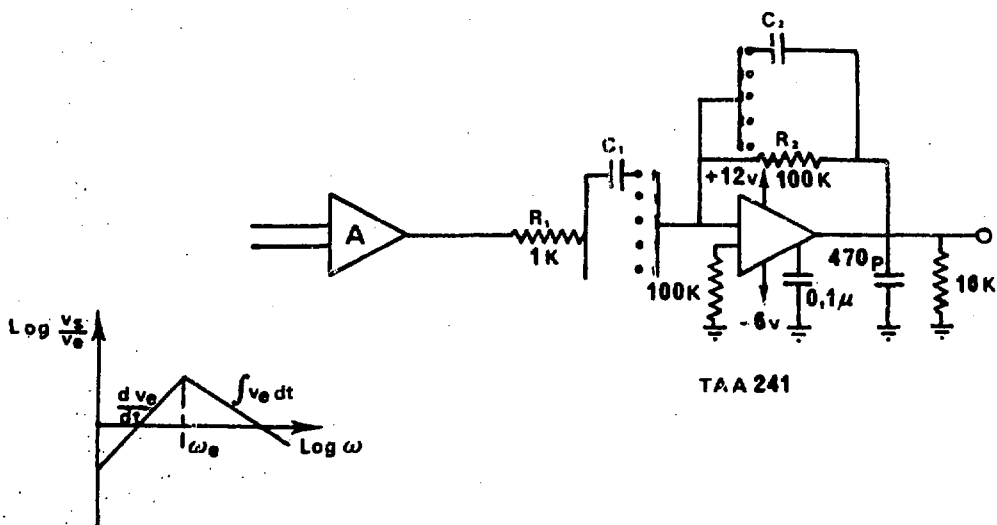 C₂
R₂
+12v 100K
C₁
A
R₁
1K
100K
470p
0,1μ
16K
-6v
TAA 241
Log vₛ/vₑ
d vₑ/dt
∫vₑ dt
ωₑ
Log ω